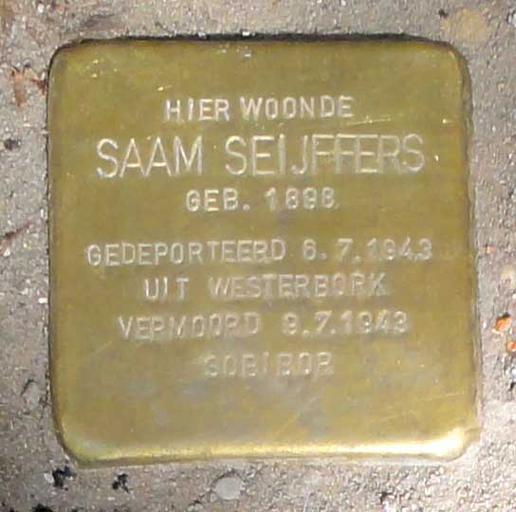 HIER WOONDE
SAAM SEIJFFERS
GEB. 1898
GEDEPORTEERD 6.7.1943
UIT WESTERBORK
VERMOORD 9.7.1943
SOBIBOR